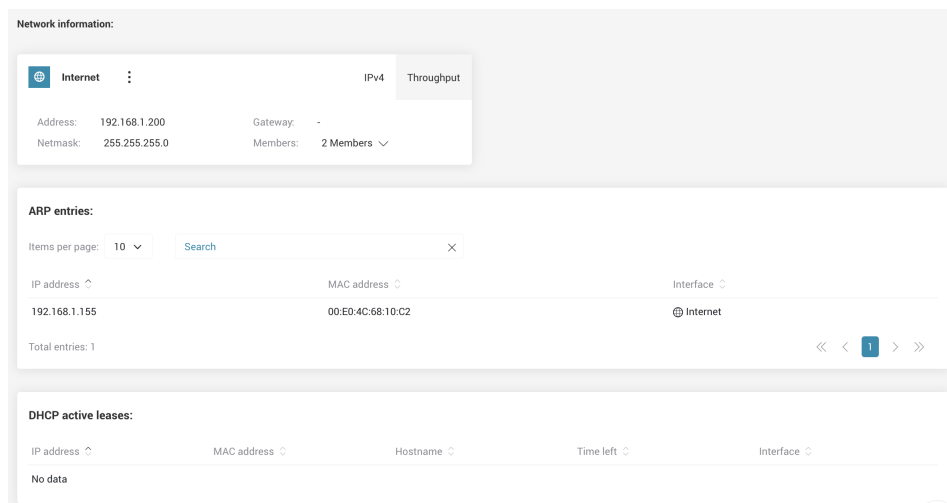 Network information:
Internet
IPv4 Throughput
Address: 192.168.1.200 Gateway: -
Netmask: 255.255.255.0 Members: 2 Members
ARP entries:
Items per page: 10 Search
IP address MAC address Interface
192.168.1.155 00:E0:4C:68:10:C2 Internet
Total entries: 1 1
DHCP active leases:
IP address MAC address Hostname Time left Interface
No data